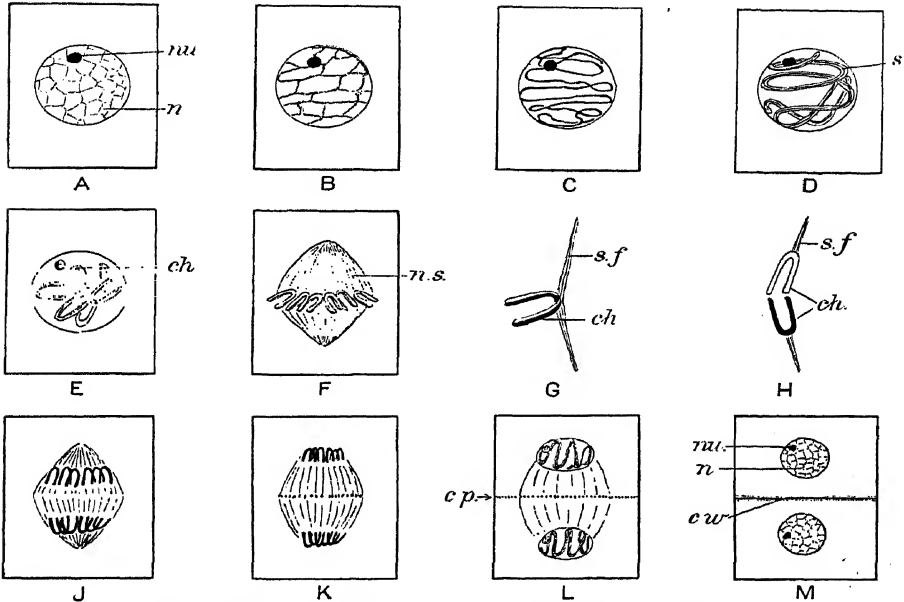 nu
n
s
A B C D
ch
n.s.
s.f
ch
s.f
ch.
E F G H
nu.
n
c p.
c w
J K L M